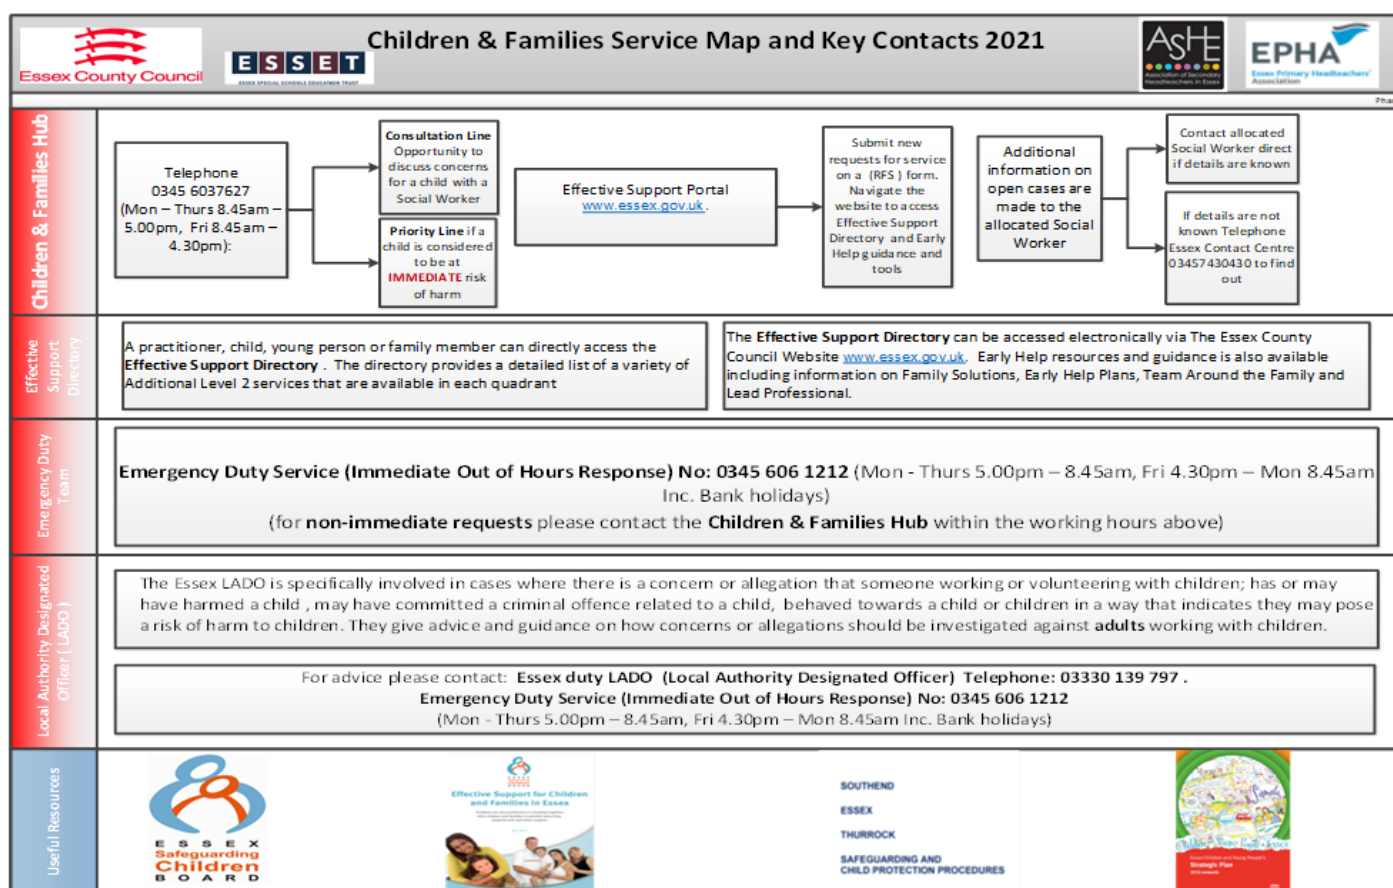 Essex County Council
ESSET
ESSEX SPECIAL SCHOOLS EDUCATION TRUST
Children & Families Service Map and Key Contacts 2021
ASHE
Association of Secondary
Headteachers in Essex
EPHA
Essex Primary Headteachers'
Association
Children & Families Hub
Telephone
0345 6037627
(Mon – Thurs 8.45am –
5.00pm, Fri 8.45am –
4.30pm):
Consultation Line
Opportunity to
discuss concerns
for a child with a
Social Worker
Priority Line if a
child is considered
to be at
IMMEDIATE risk
of harm
Effective Support Portal
www.essex.gov.uk .
Submit new
requests for service
on a (RFS ) form.
Navigate the
website to access
Effective Support
Directory and Early
Help guidance and
tools
Additional
information on
open cases are
made to the
allocated Social
Worker
Contact allocated
Social Worker direct
if details are known
If details are not
known Telephone
Essex Contact Centre
03457430430 to find
out
Effective
Support
Directory
A practitioner, child, young person or family member can directly access the
Effective Support Directory . The directory provides a detailed list of a variety of
Additional Level 2 services that are available in each quadrant
The Effective Support Directory can be accessed electronically via The Essex County
Council Website www.essex.gov.uk. Early Help resources and guidance is also available
including information on Family Solutions, Early Help Plans, Team Around the Family and
Lead Professional.
Emergency Duty
Team
Emergency Duty Service (Immediate Out of Hours Response) No: 0345 606 1212 (Mon - Thurs 5.00pm – 8.45am, Fri 4.30pm – Mon 8.45am
Inc. Bank holidays)
(for non-immediate requests please contact the Children & Families Hub within the working hours above)
Local Authority Designated
Officer ( LADO )
The Essex LADO is specifically involved in cases where there is a concern or allegation that someone working or volunteering with children; has or may
have harmed a child , may have committed a criminal offence related to a child, behaved towards a child or children in a way that indicates they may pose
a risk of harm to children. They give advice and guidance on how concerns or allegations should be investigated against adults working with children.
For advice please contact: Essex duty LADO (Local Authority Designated Officer) Telephone: 03330 139 797 .
Emergency Duty Service (Immediate Out of Hours Response) No: 0345 606 1212
(Mon - Thurs 5.00pm – 8.45am, Fri 4.30pm – Mon 8.45am Inc. Bank holidays)
Useful Resources
ESSEX
Safeguarding
Children
BOARD
Effective Support for Children
and Families in Essex
SOUTHEND
ESSEX
THURROCK
SAFEGUARDING AND
CHILD PROTECTION PROCEDURES
Essex Children and Young People's
Strategic Plan